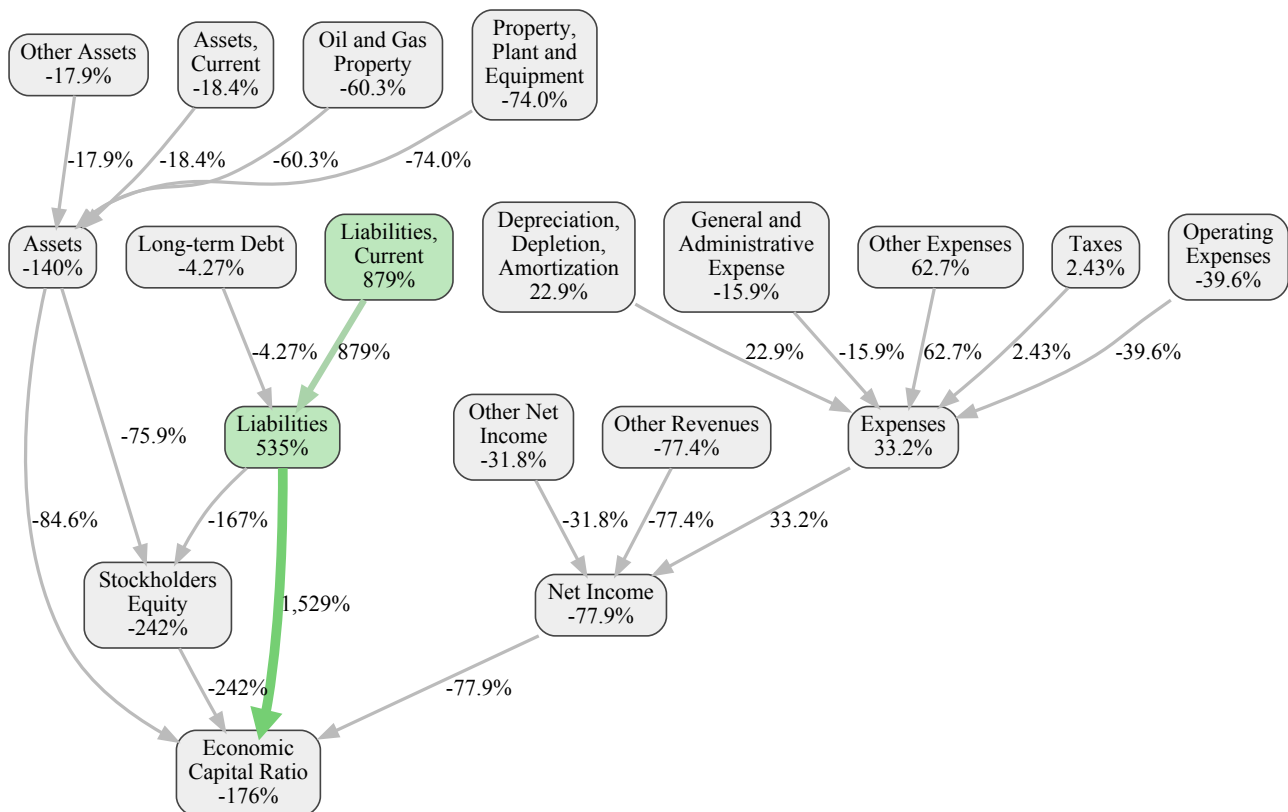 Other Assets
-17.9%
Assets,
Current
-18.4%
Oil and Gas
Property
-60.3%
Property,
Plant and
Equipment
-74.0%
-17.9%
-18.4%
-60.3%
-74.0%
Assets
-140%
Long-term Debt
-4.27%
Liabilities,
Current
879%
Depreciation,
Depletion,
Amortization
22.9%
General and
Administrative
Expense
-15.9%
Other Expenses
62.7%
Taxes
2.43%
Operating
Expenses
-39.6%
-4.27%
879%
22.9%
-15.9%
62.7%
2.43%
-39.6%
-75.9%
Liabilities
535%
Other Net
Income
-31.8%
Other Revenues
-77.4%
Expenses
33.2%
-84.6%
-167%
-31.8%
-77.4%
33.2%
Stockholders
Equity
-242%
1,529%
Net Income
-77.9%
-242%
-77.9%
Economic
Capital Ratio
-176%